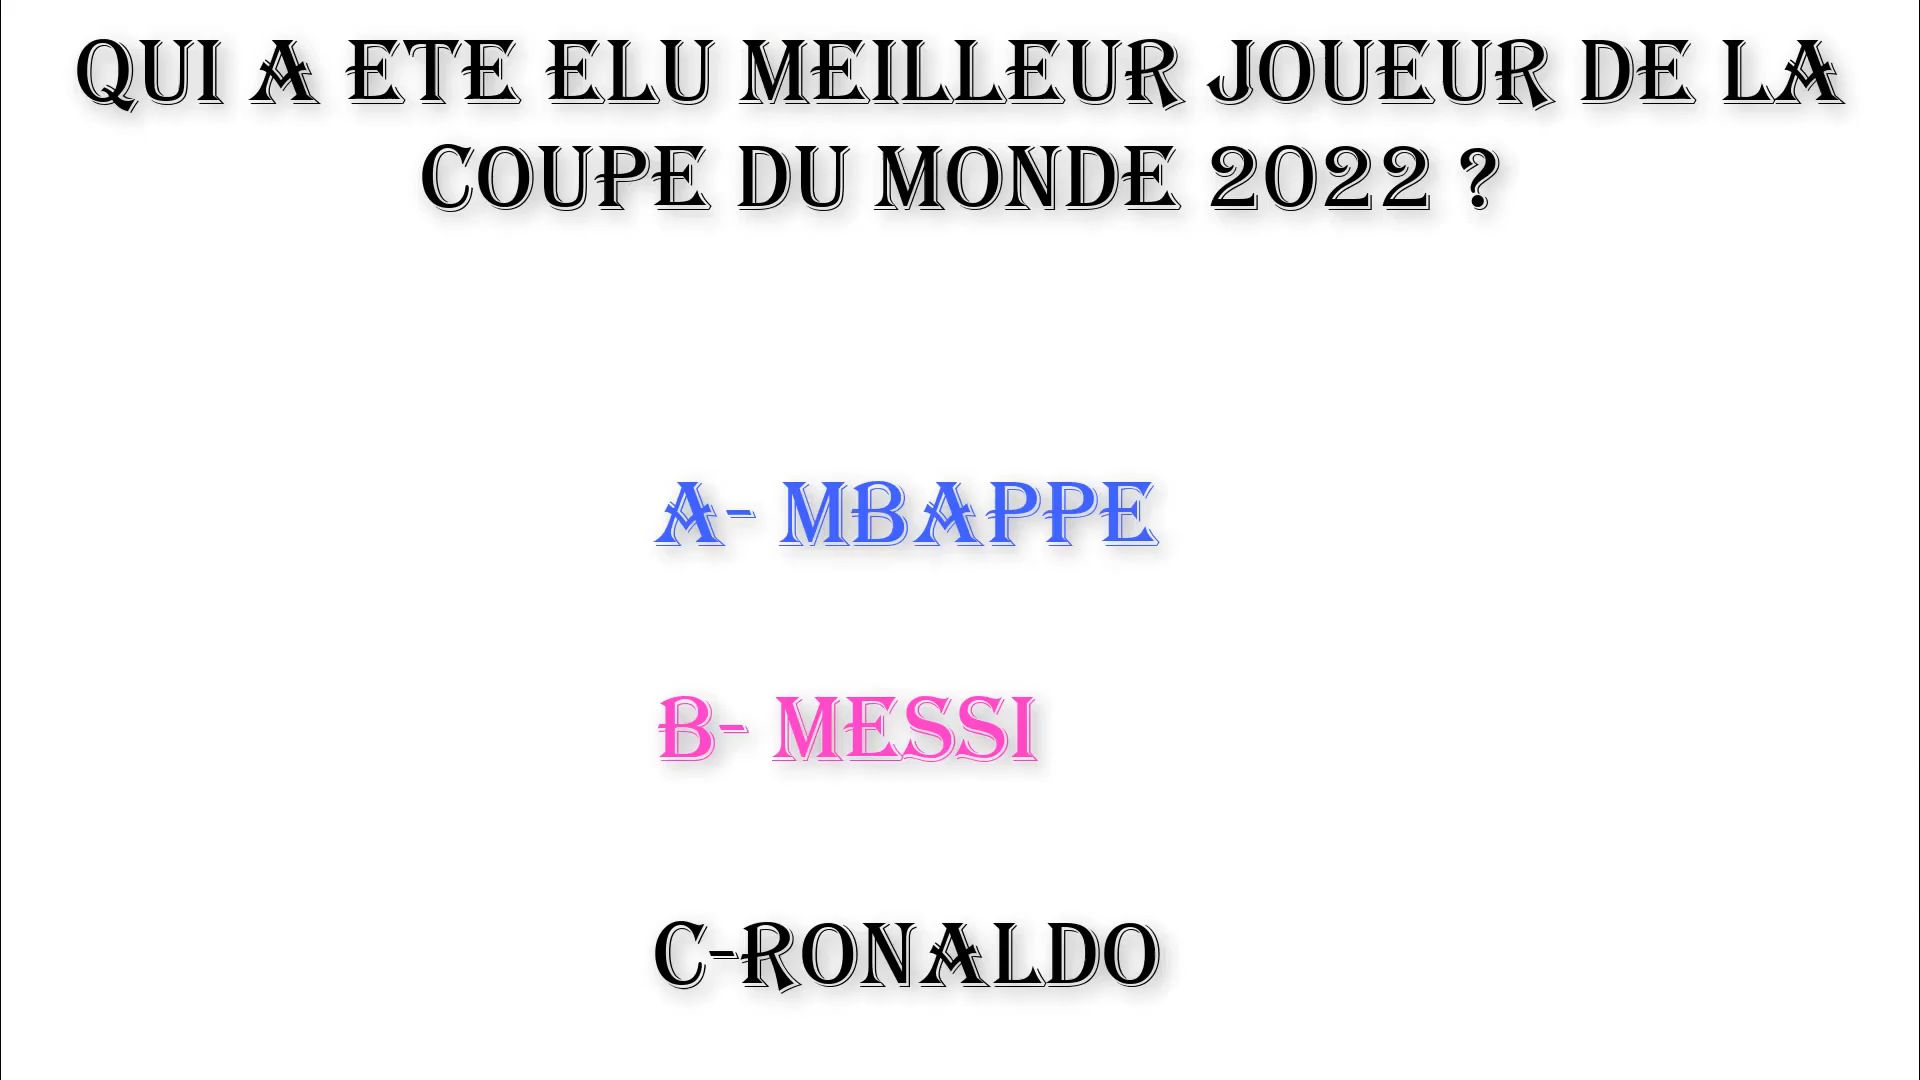 QUI A ETE ELU MEILLEUR JOUEUR DE LA
COUPE DU MONDE 2022 ?
A- MBAPPE
B- MESSI
C-RONALDO